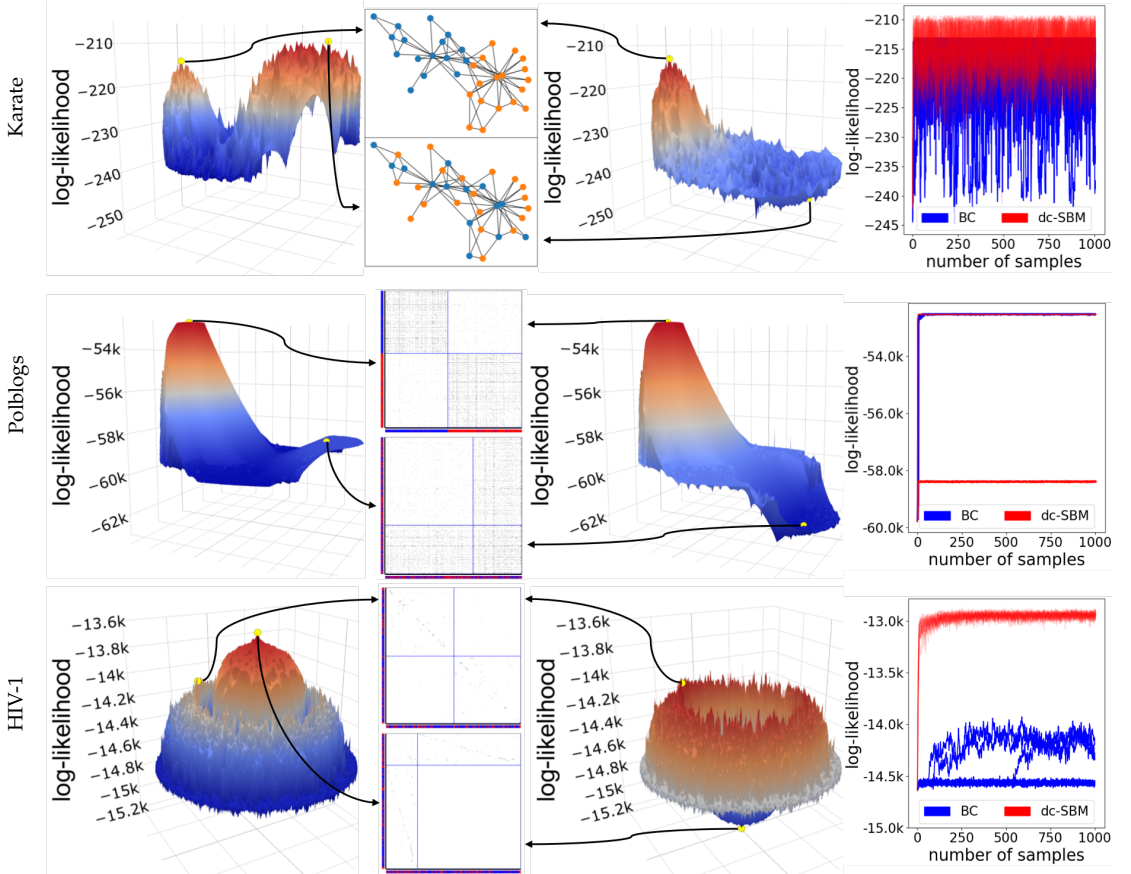 Karate
log-likelihood
−210
−220
−230
−240
−250
log-likelihood
−210
−220
−230
−240
−250
log-likelihood
−210
−215
−220
−225
−230
−235
−240
−245
BC
dc-SBM
0
250
500
750
1000
number of samples
Polblogs
log-likelihood
−54k
−56k
−58k
−60k
−62k
log-likelihood
−54k
−56k
−58k
−60k
−62k
log-likelihood
-54.0k
-56.0k
-58.0k
-60.0k
BC
dc-SBM
0
250
500
750
1000
number of samples
HIV-1
log-likelihood
−13.6k
−13.8k
−14k
−14.2k
−14.4k
−14.6k
−14.8k
−15k
−15.2k
log-likelihood
−13.6k
−13.8k
−14k
−14.2k
−14.4k
−14.6k
−14.8k
−15k
−15.2k
log-likelihood
-13.0k
-13.5k
-14.0k
-14.5k
-15.0k
BC
dc-SBM
0
250
500
750
1000
number of samples